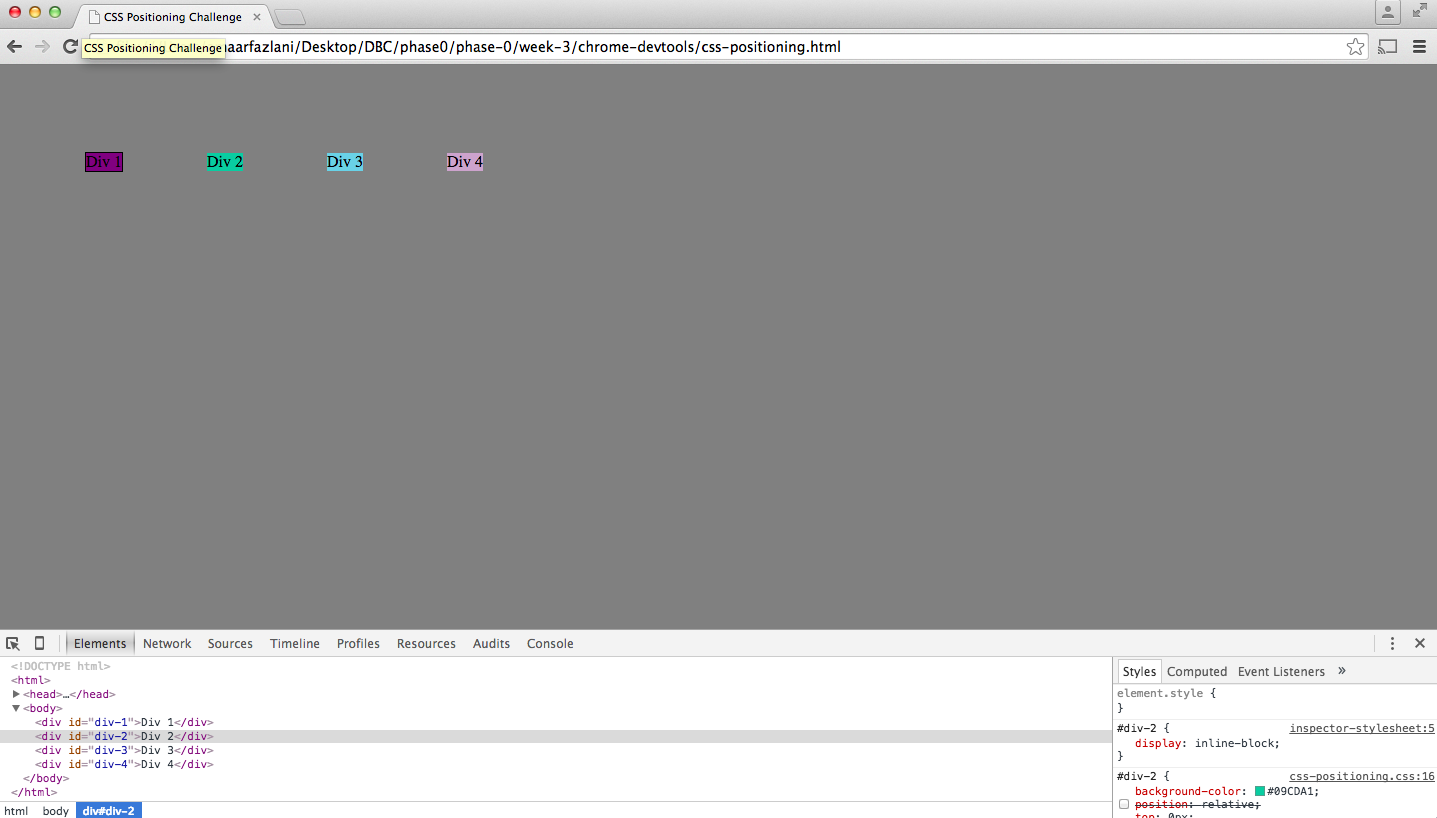 CSS Positioning Challenge
CSS Positioning Challenge aarfazlani/Desktop/DBC/phase0/phase-0/week-3/chrome-devtools/css-positioning.html
Div 1 Div 2 Div 3 Div 4
Elements Network Sources Timeline Profiles Resources Audits Console
<!DOCTYPE html>
<html>
<head>…</head>
<body>
<div id="div-1">Div 1</div>
<div id="div-2">Div 2</div>
<div id="div-3">Div 3</div>
<div id="div-4">Div 4</div>
</body>
</html>
html body div#div-2
Styles Computed Event Listeners »
element.style {
}
#div-2 { inspector-stylesheet:5
display: inline-block;
}
#div-2 { css-positioning.css:16
background-color: #09CDA1;
position: relative;
top: 0px;